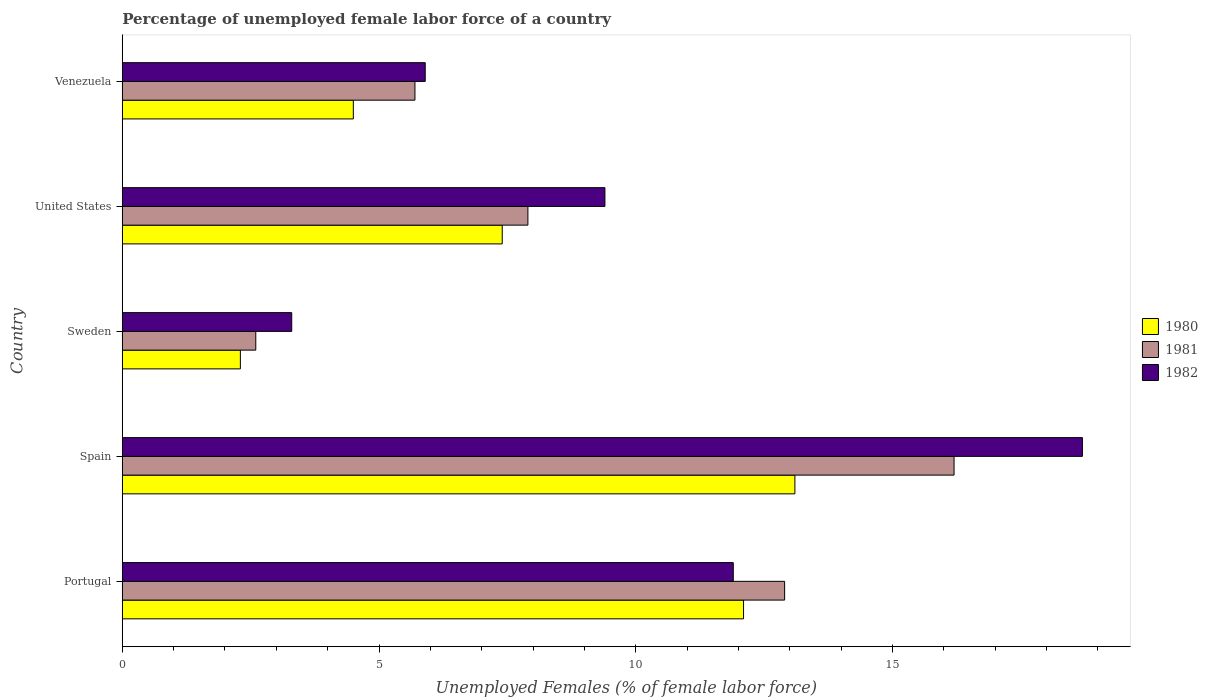 Percentage of unemployed female labor force of a country
Venezuela
United States
Sweden
Spain
Portugal
Country
0
5
10
15
Unemployed Females (% of female labor force)
1980
1981
1982